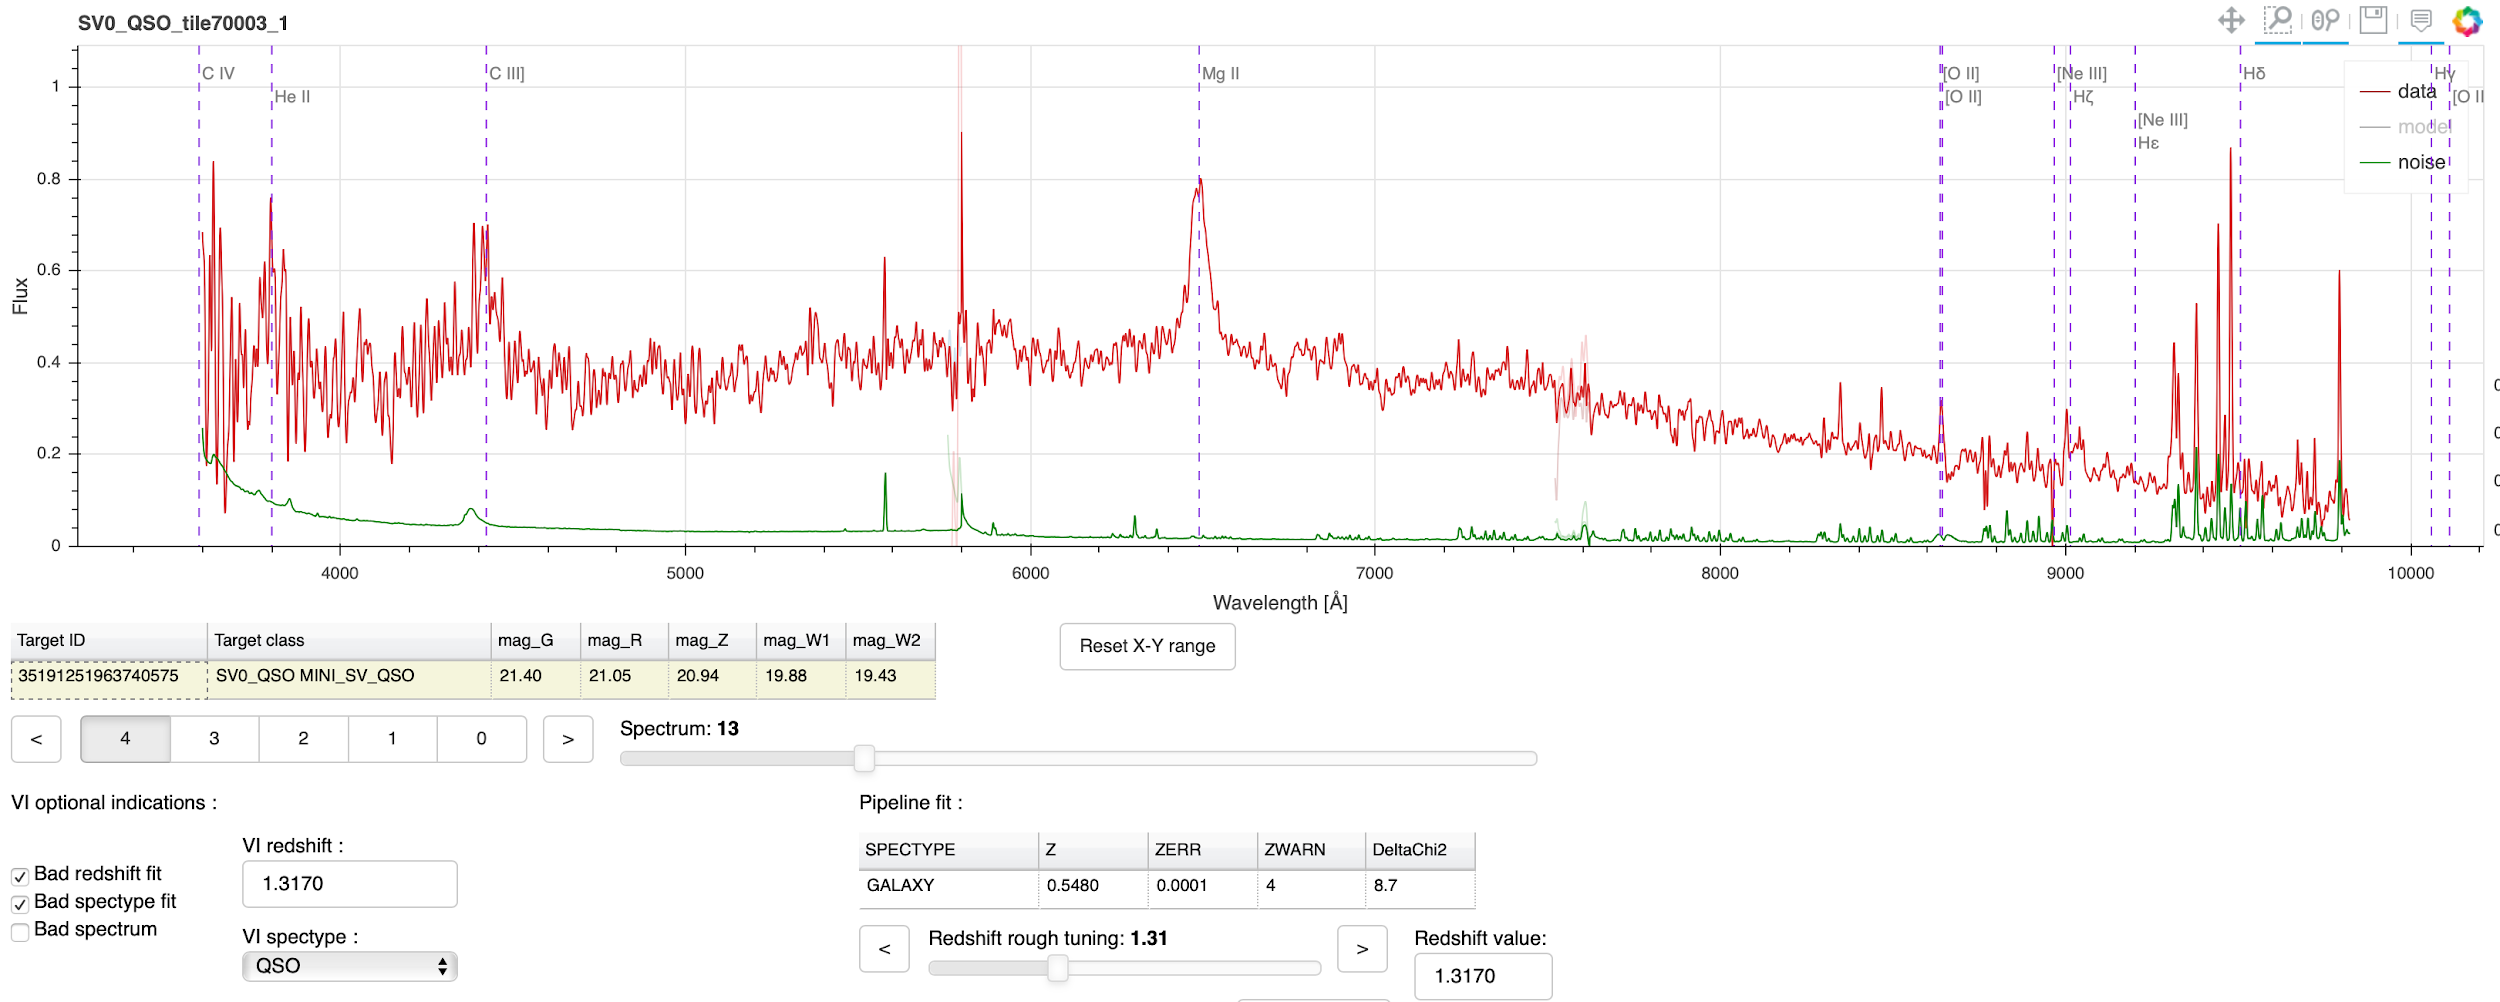 SV0_QSO_tile70003_1
C IV
C III]
Mg II
[O II]
[Ne III]
Hδ
Hγ
He II
[O II]
Hζ
[O II
[Ne III]
Hε
data
model
noise
Flux
1
0.8
0.6
0.4
0.2
0
4000
5000
6000
7000
8000
9000
10000
Wavelength [Å]
Target ID
Target class
mag_G
mag_R
mag_Z
mag_W1
mag_W2
35191251963740575
SV0_QSO MINI_SV_QSO
21.40
21.05
20.94
19.88
19.43
Reset X-Y range
<
4
3
2
1
0
>
Spectrum: 13
VI optional indications :
Bad redshift fit
Bad spectype fit
Bad spectrum
VI redshift :
1.3170
VI spectype :
QSO
Pipeline fit :
SPECTYPE
Z
ZERR
ZWARN
DeltaChi2
GALAXY
0.5480
0.0001
4
8.7
<
Redshift rough tuning: 1.31
>
Redshift value:
1.3170